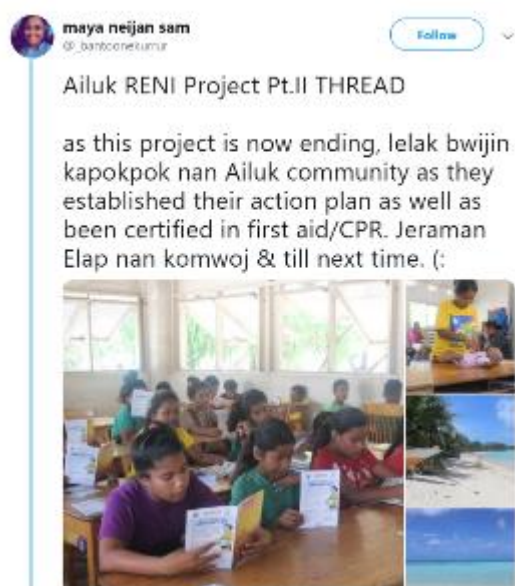 maya neijan sam
Follow
Ailuk RENI Project Pt.II THREAD
as this project is now ending, lelak bwijin
kapokpok nan Ailuk community as they
established their action plan as well as
been certified in first aid/CPR. Jeraman
Elap nan komwoj & till next time. (: